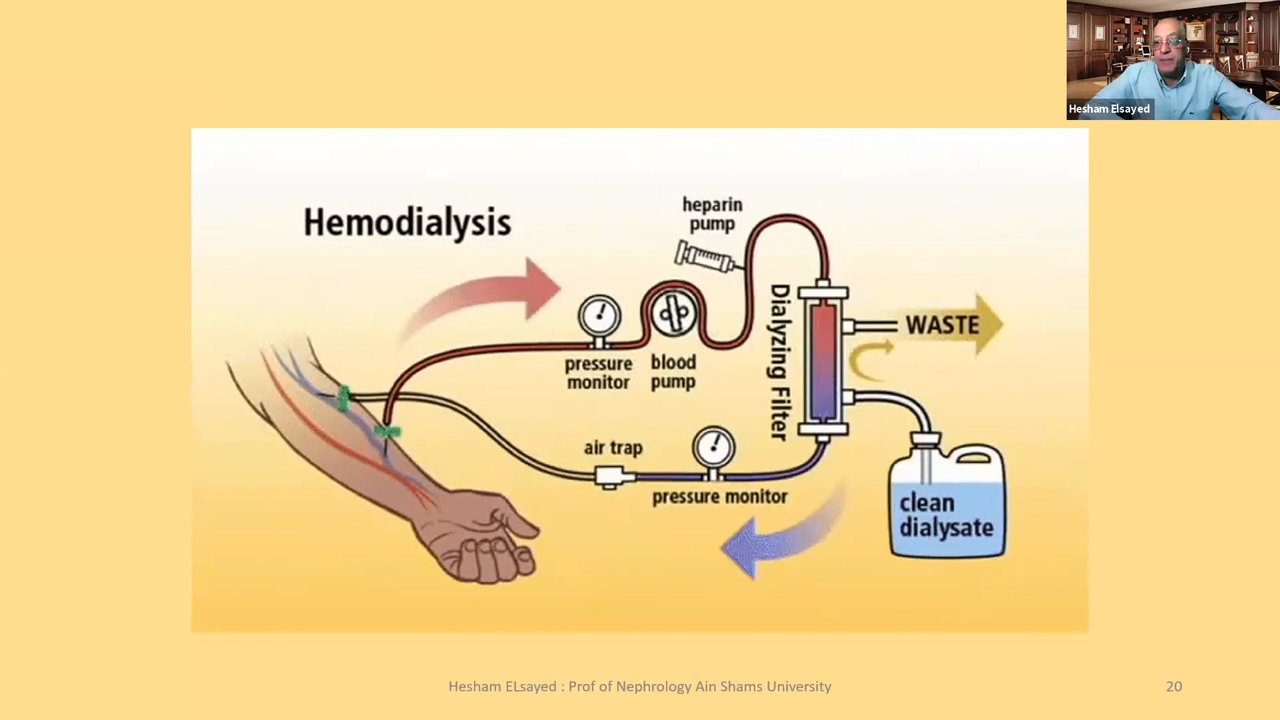 Hesham Elsayed
Hemodialysis
heparin
pump
pressure
monitor
blood
pump
Dialyzing Filter
WASTE
air trap
pressure monitor
clean
dialysate
Hesham ELsayed : Prof of Nephrology Ain Shams University
20